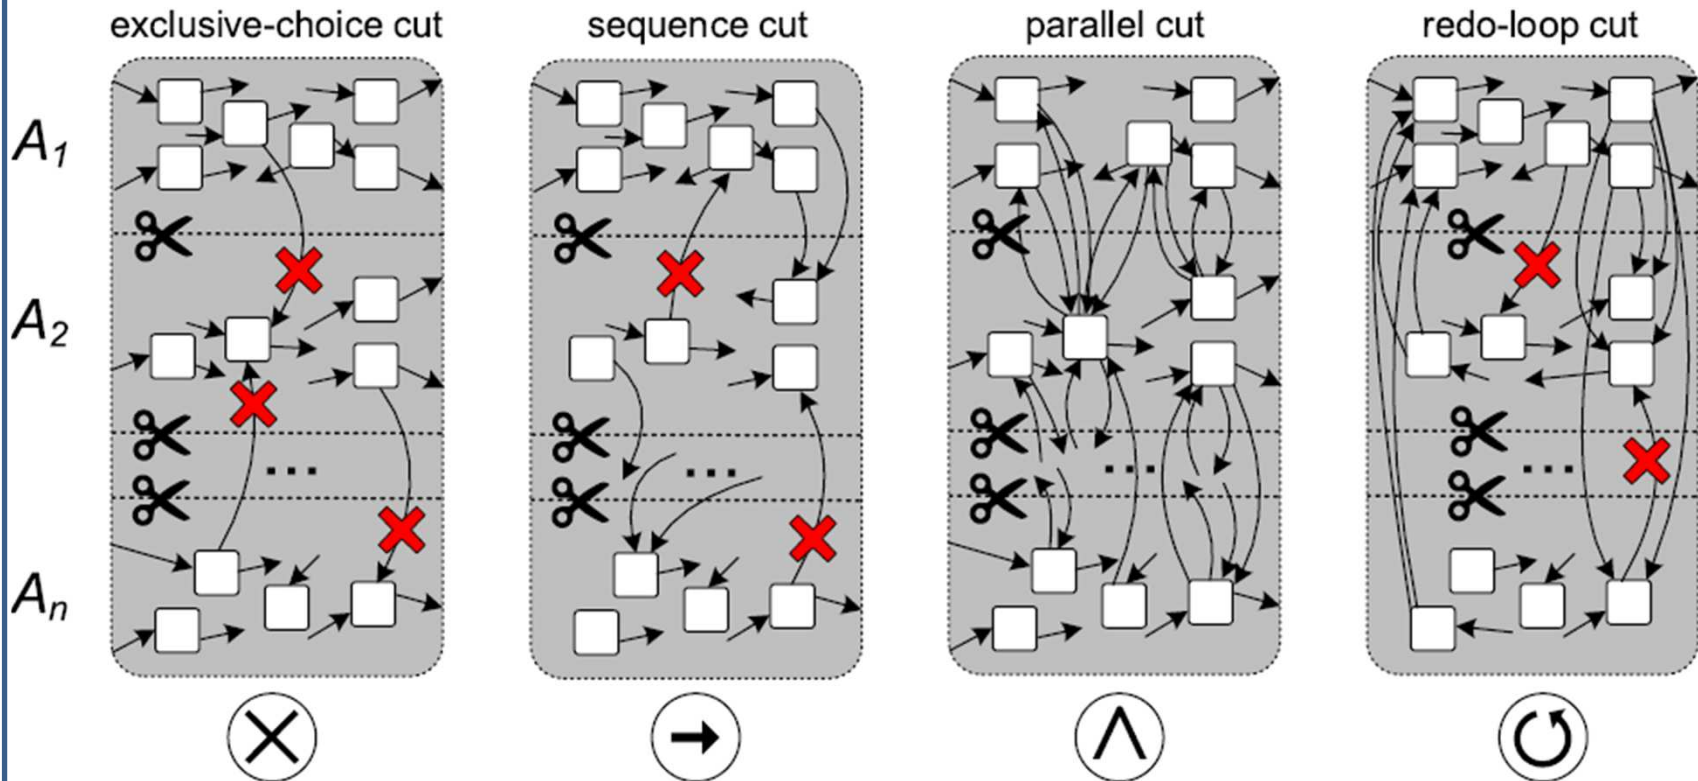 exclusive-choice cut
sequence cut
parallel cut
redo-loop cut
A1
A2
...
...
...
...
An